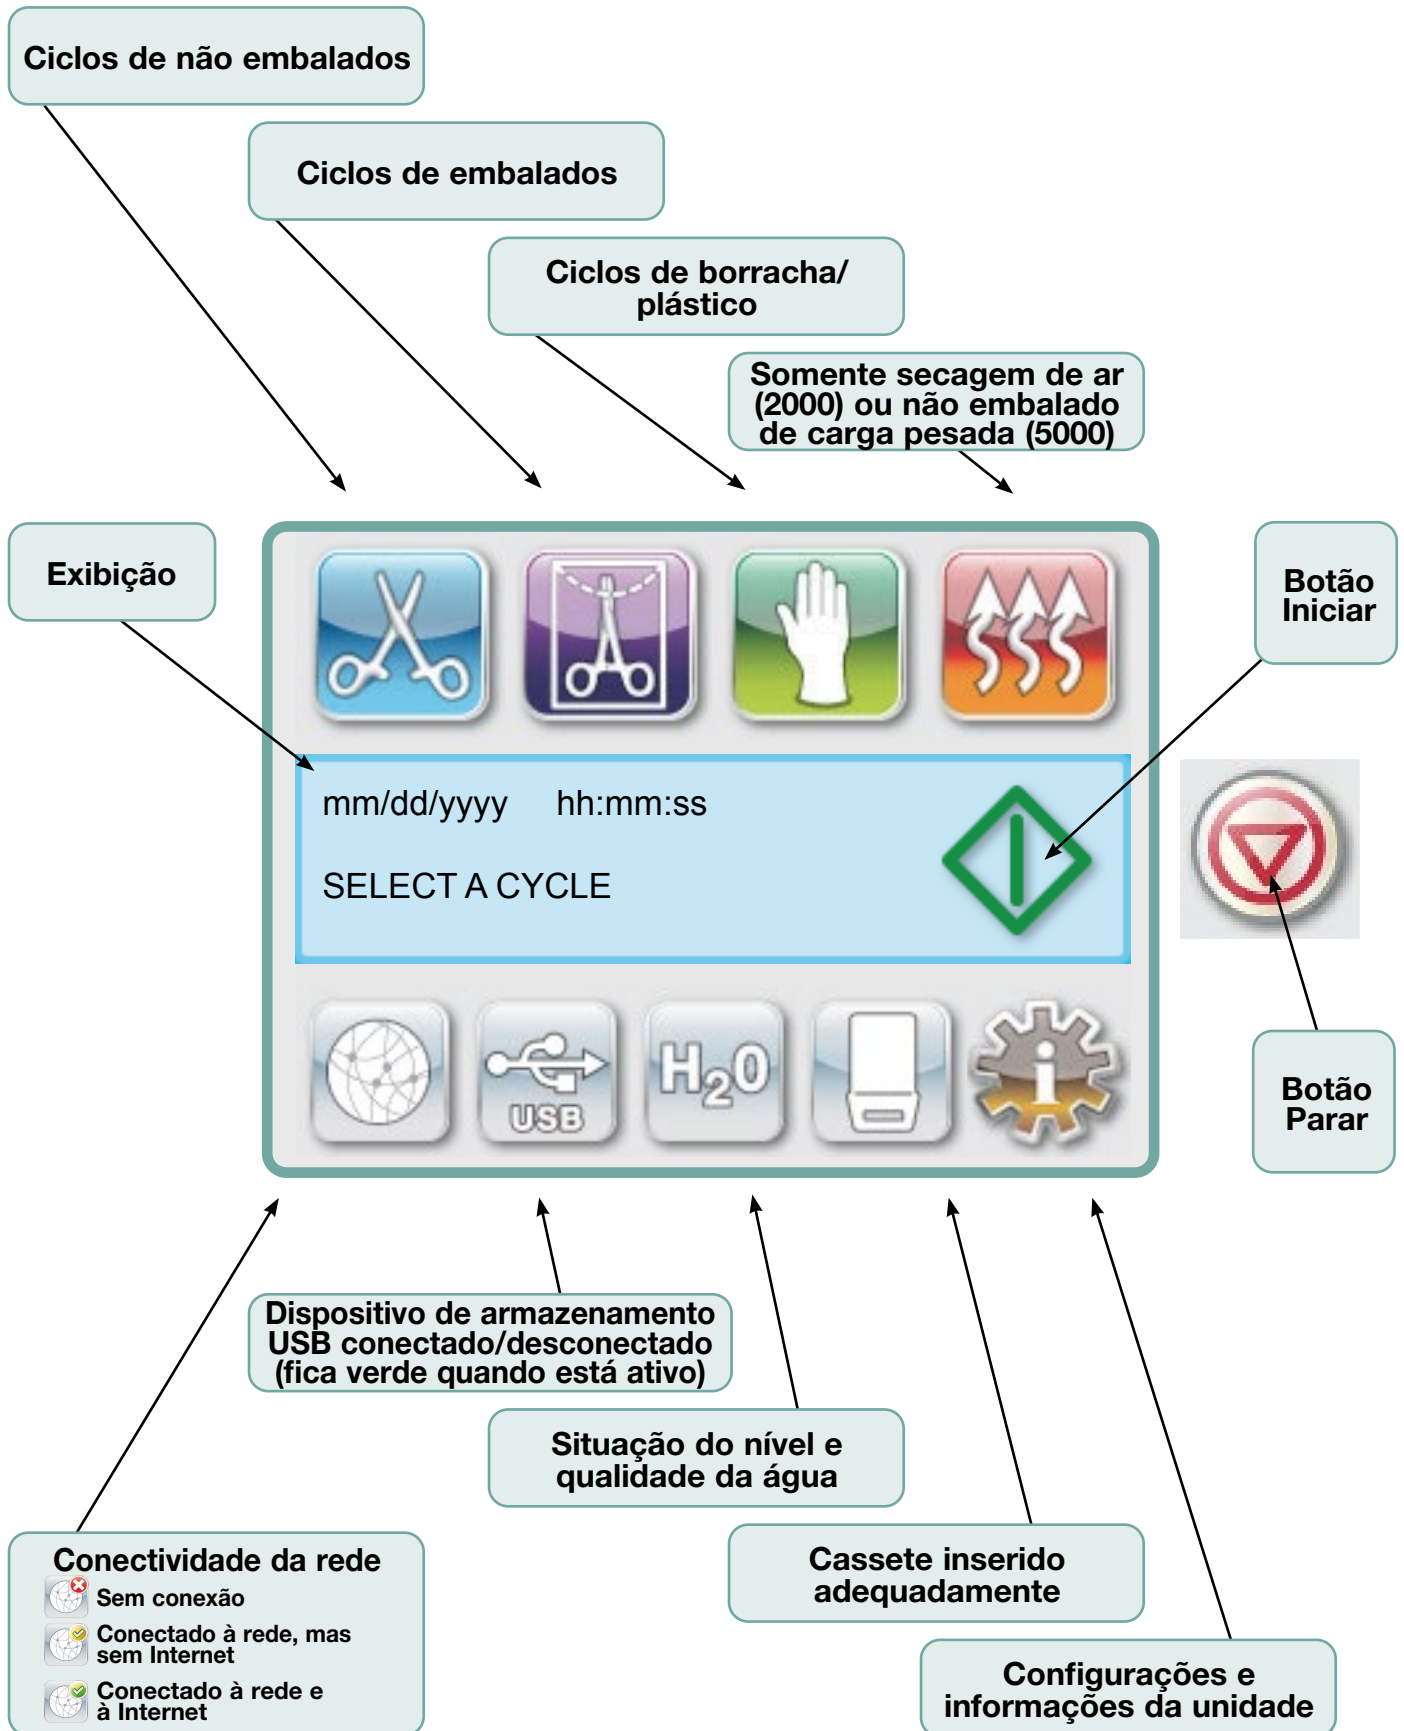 Ciclos de não embalados
Ciclos de embalados
Ciclos de borracha/
plástico
Somente secagem de ar
(2000) ou não embalado
de carga pesada (5000)
Exibição
Botão
Iniciar
mm/dd/yyyy hh:mm:ss
SELECT A CYCLE
USB
H₂O
i
Botão
Parar
Dispositivo de armazenamento
USB conectado/desconectado
(fica verde quando está ativo)
Situação do nível e
qualidade da água
Conectividade da rede
Sem conexão
Conectado à rede, mas
sem Internet
Conectado à rede e
à Internet
Cassete inserido
adequadamente
Configurações e
informações da unidade